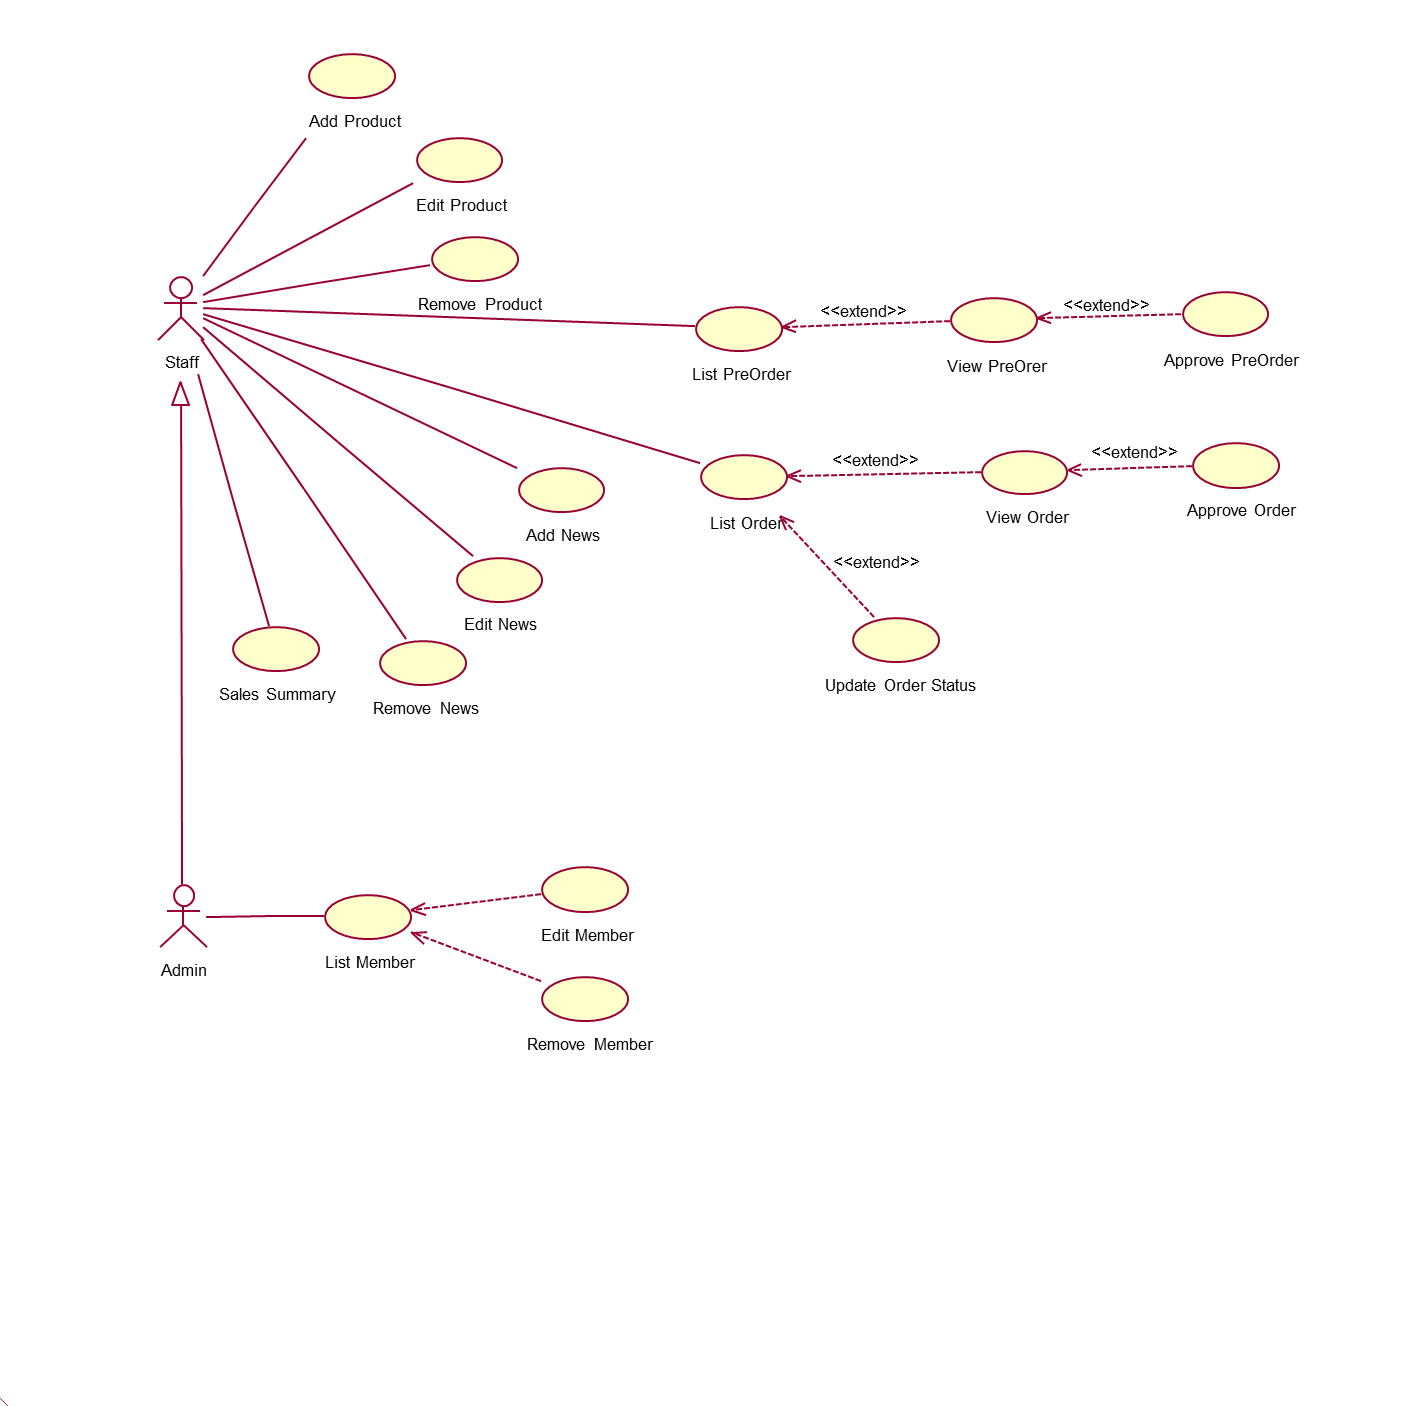 Add Product
Edit Product
Remove Product
Staff
<<extend>>
<<extend>>
List PreOrder
View PreOrer
Approve PreOrder
<<extend>>
<<extend>>
List Order
View Order
Approve Order
Add News
<<extend>>
Edit News
Sales Summary
Remove News
Update Order Status
Edit Member
Admin
List Member
Remove Member